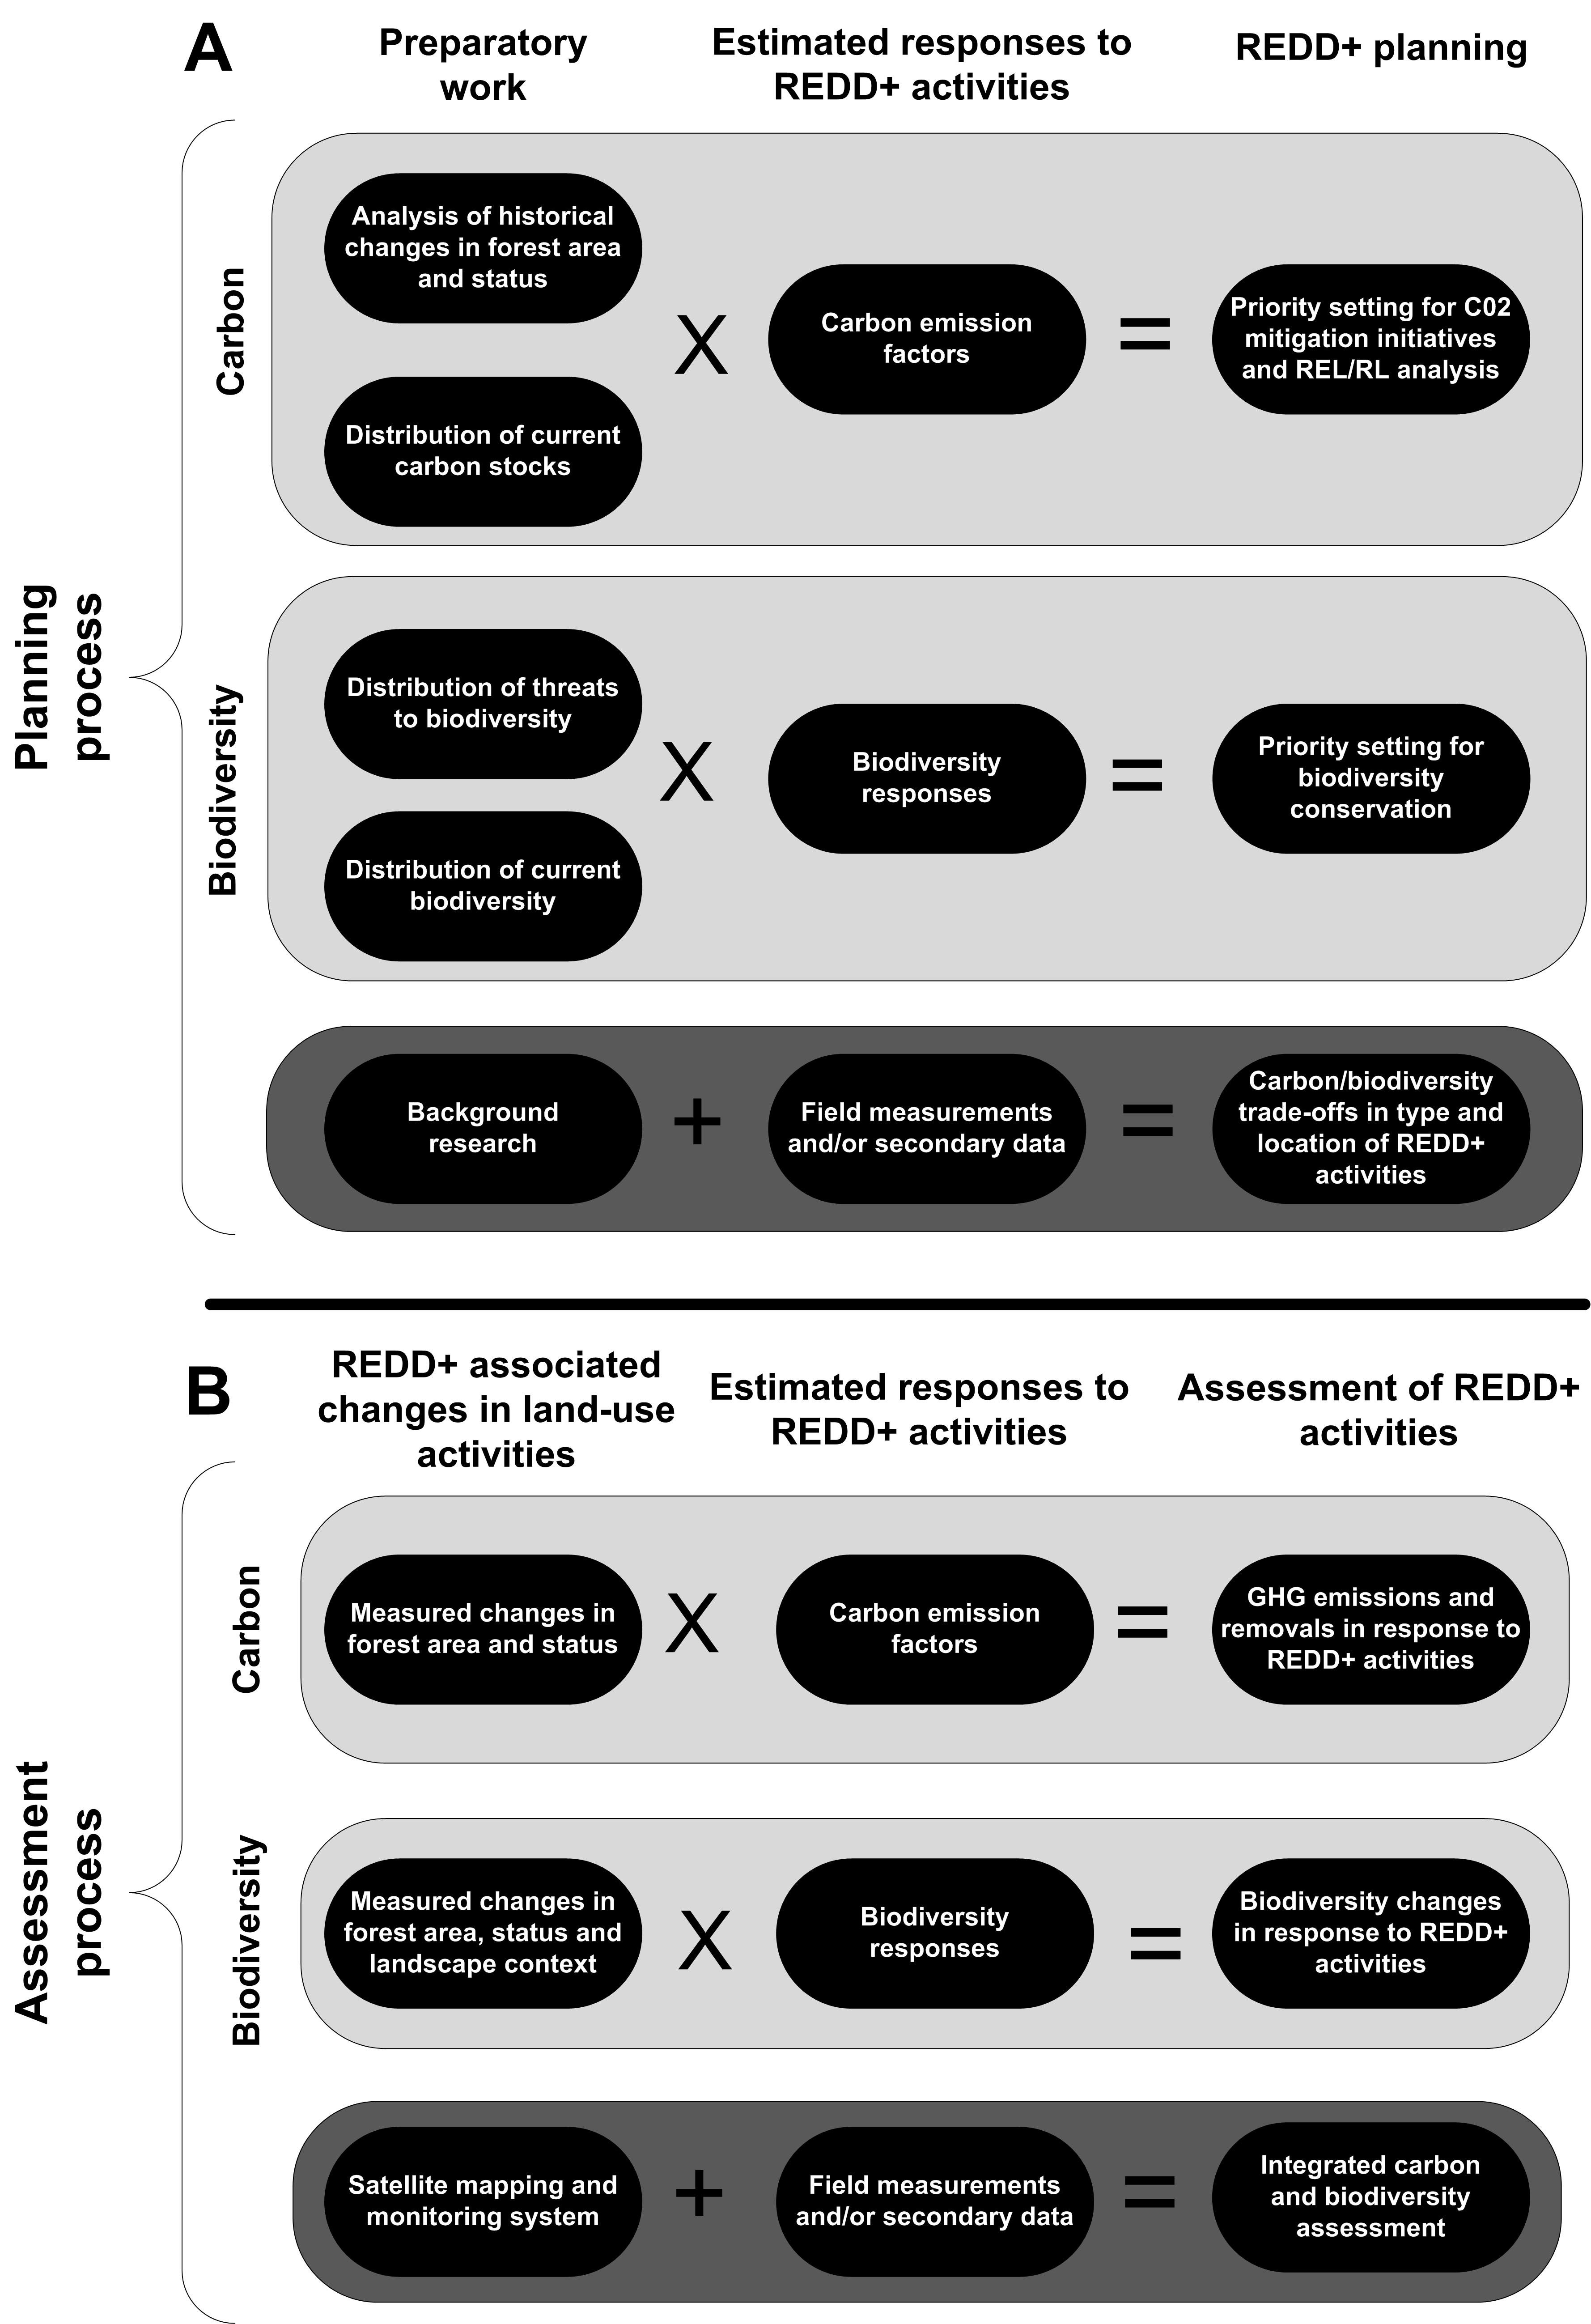 A
Preparatory
work
Estimated responses to
REDD+ activities
REDD+ planning
Planning
process
Carbon
Analysis of historical
changes in forest area
and status
Distribution of current
carbon stocks
X
Carbon emission
factors
=
Priority setting for C02
mitigation initiatives
and REL/RL analysis
Biodiversity
Distribution of threats
to biodiversity
Distribution of current
biodiversity
X
Biodiversity
responses
=
Priority setting for
biodiversity
conservation
Background
research
+
Field measurements
and/or secondary data
=
Carbon/biodiversity
trade-offs in type and
location of REDD+
activities
B
REDD+ associated
changes in land-use
activities
Estimated responses to
REDD+ activities
Assessment of REDD+
activities
Assessment
process
Carbon
Measured changes in
forest area and status
X
Carbon emission
factors
=
GHG emissions and
removals in response to
REDD+ activities
Biodiversity
Measured changes in
forest area, status and
landscape context
X
Biodiversity
responses
=
Biodiversity changes
in response to REDD+
activities
Satellite mapping and
monitoring system
+
Field measurements
and/or secondary data
=
Integrated carbon
and biodiversity
assessment